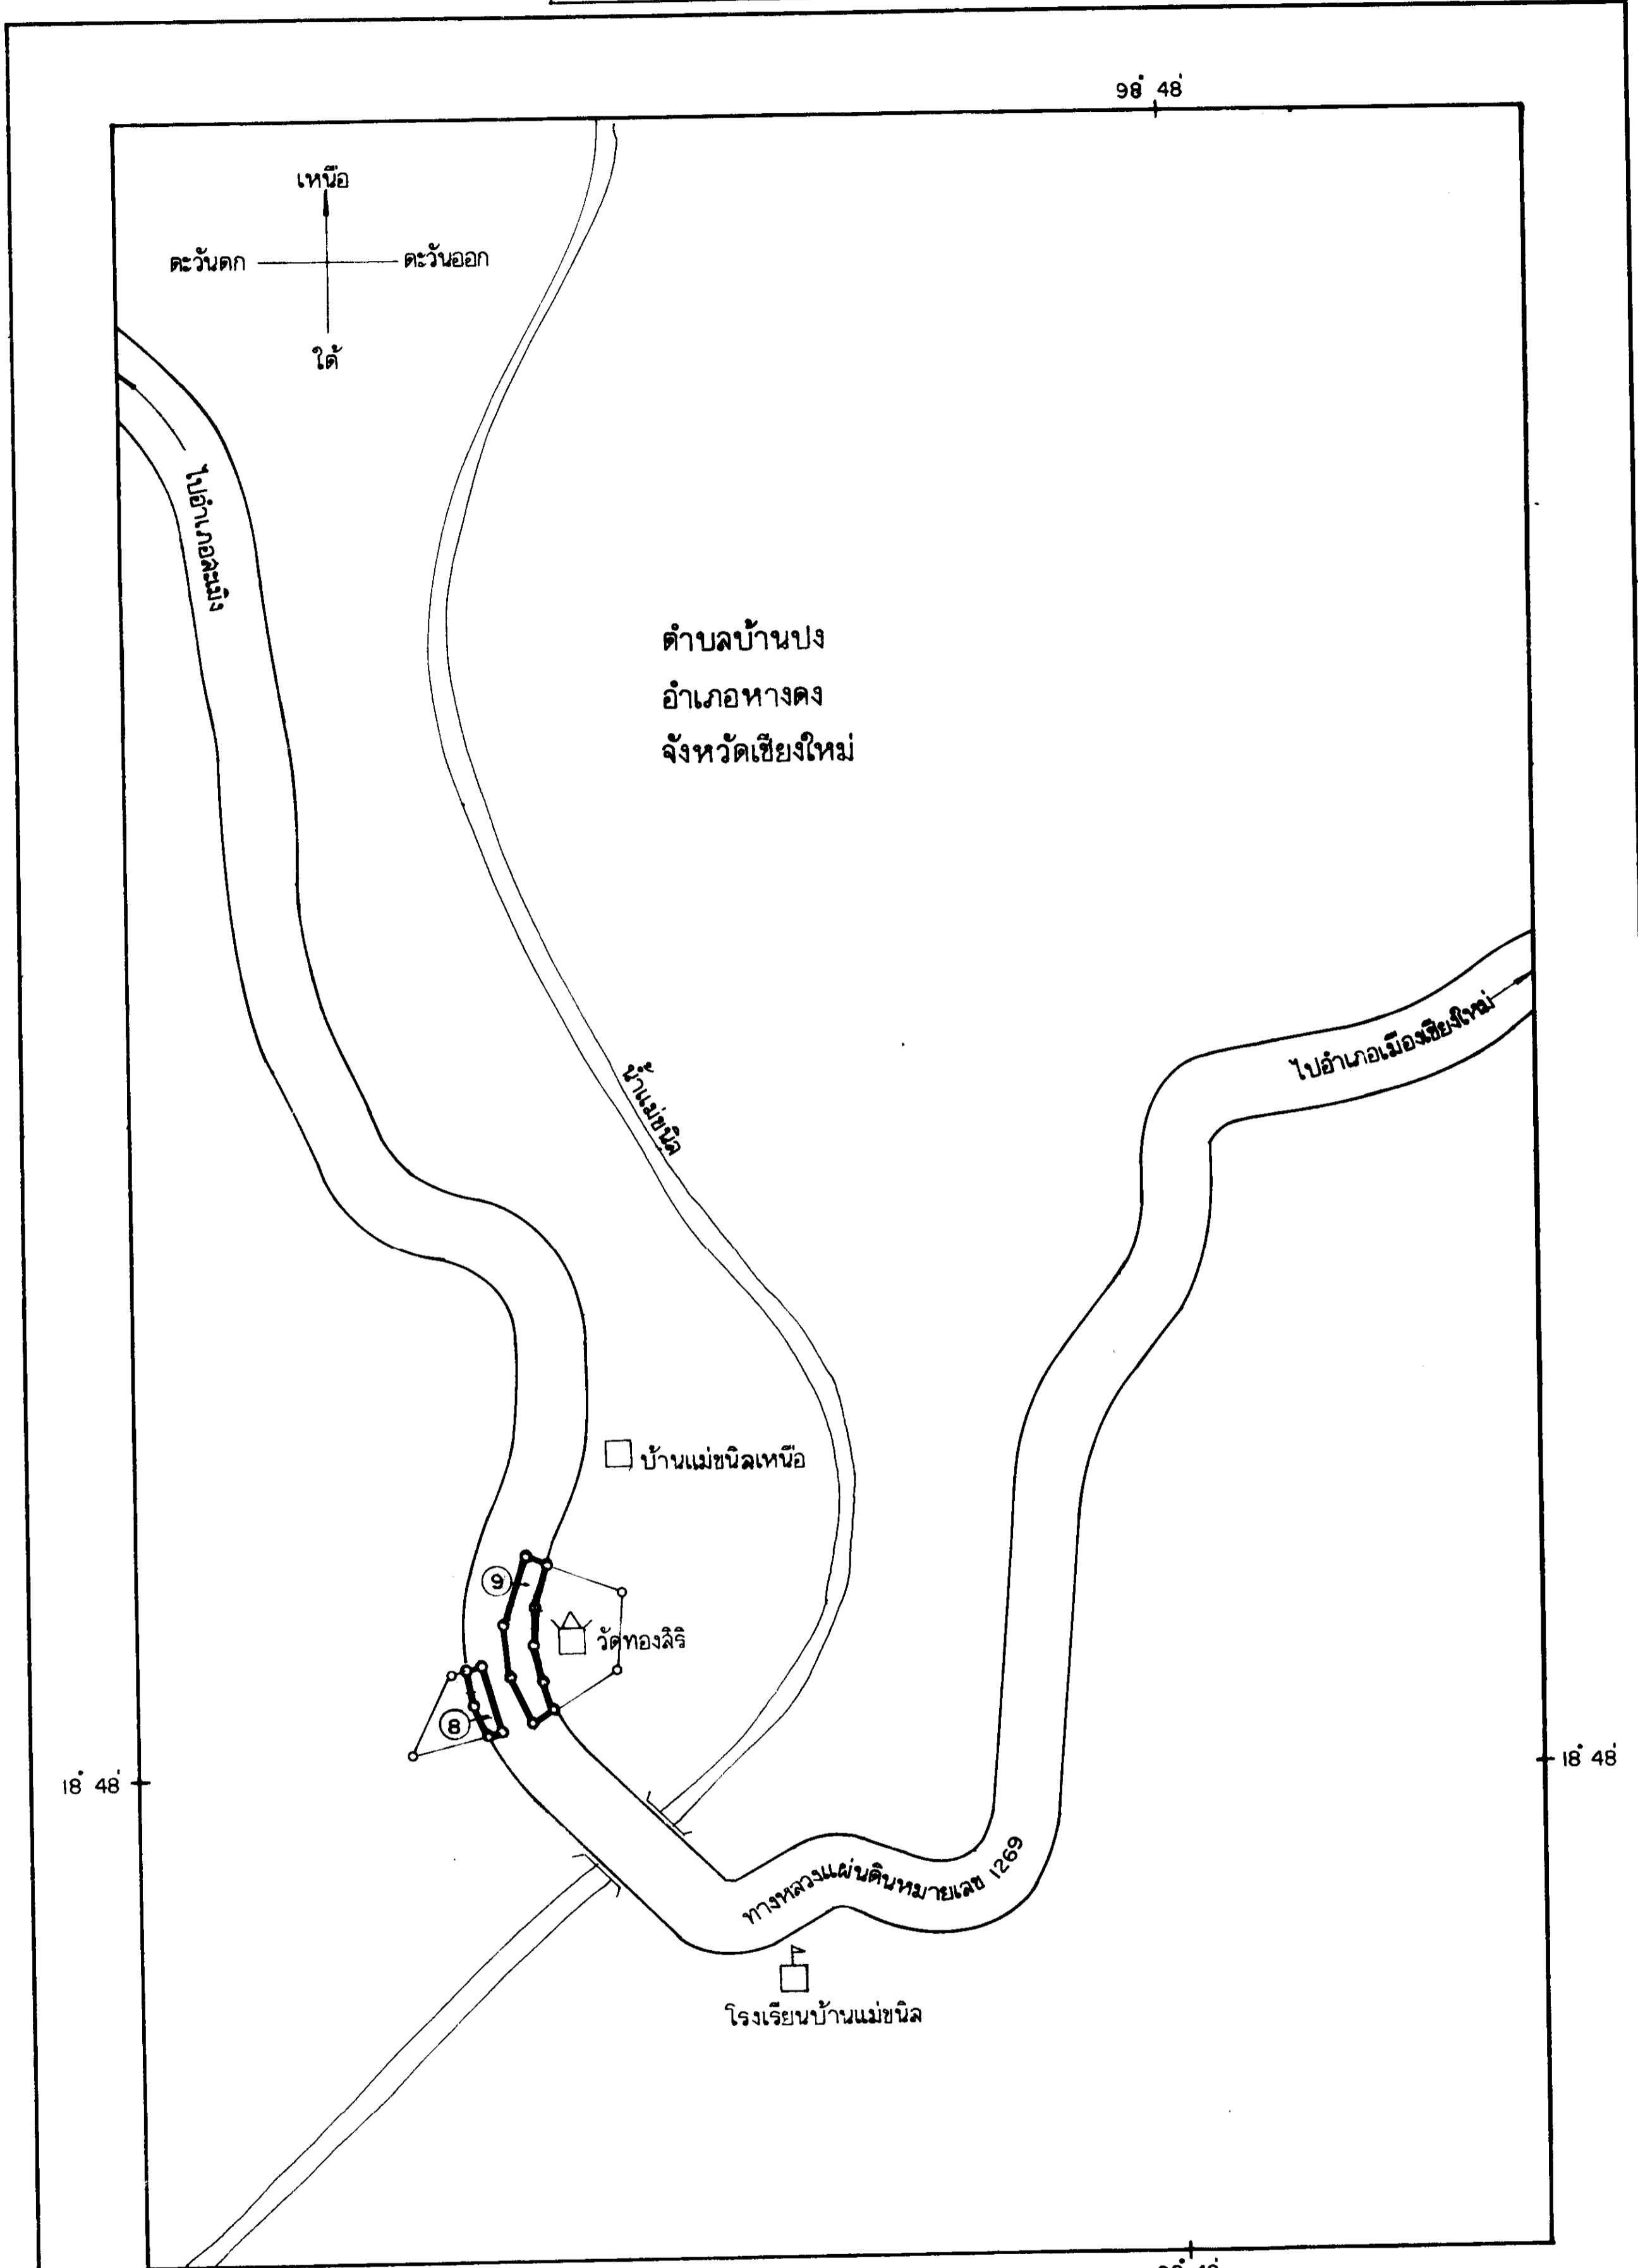 98° 48'
เหนือ
ตะวันตก
ตะวันออก
ใต้
ไปอำเภอสะเมิง
ตำบลบ้านปง
อำเภอหางดง
จังหวัดเชียงใหม่
ไปอำเภอเมืองเชียงใหม่
น้ำแม่ขนิล
บ้านแม่ขนิลเหนือ
9
วัดทองสิริ
8
18° 48'
18° 48'
ทางหลวงแผ่นดินหมายเลข 1269
โรงเรียนบ้านแม่ขนิล